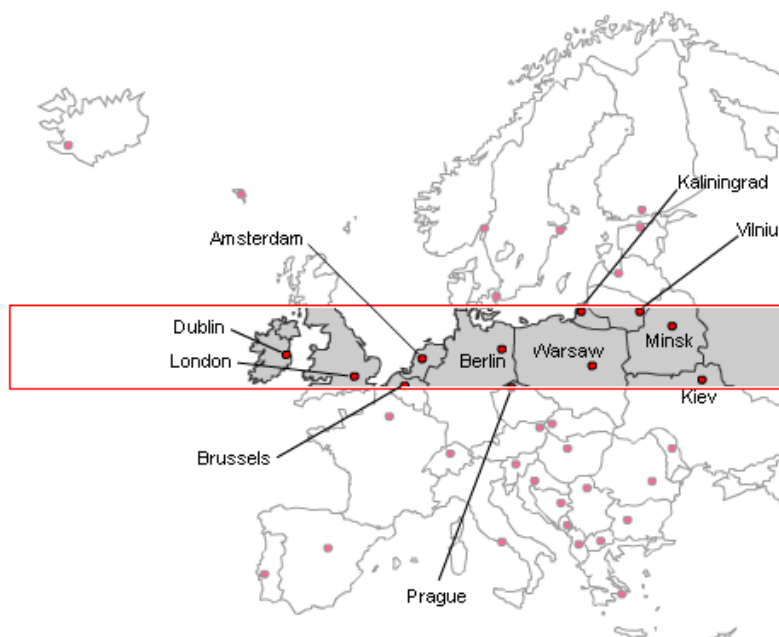 Kaliningrad
Vilniu
Amsterdam
Dublin
London
Berlin
Warsaw
Minsk
Kiev
Brussels
Prague